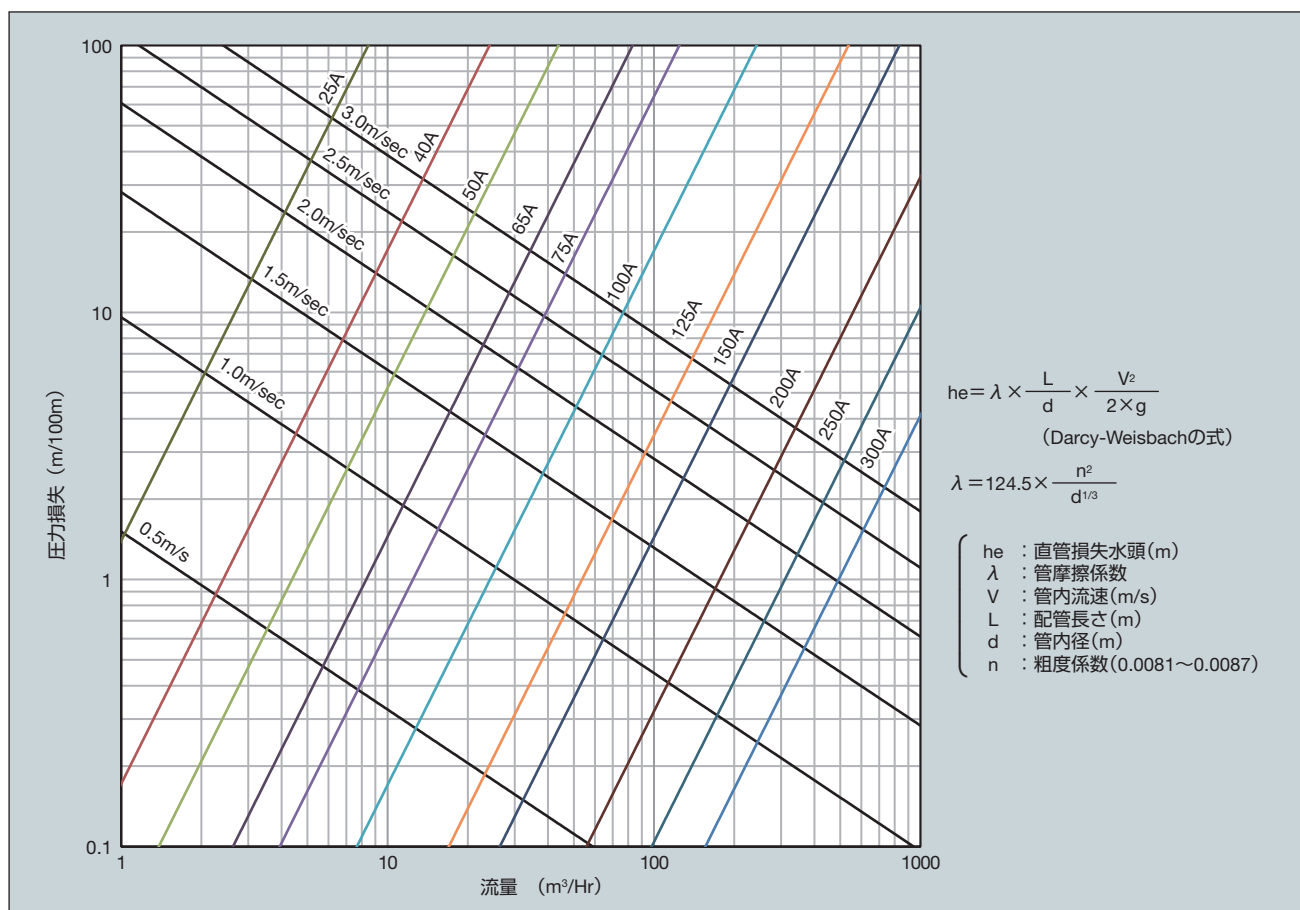 100
10
1
0.1
1
10
100
1000
圧力損失（m/100m）
流量 （m³/Hr）
25A
40A
50A
65A
75A
100A
125A
150A
200A
250A
300A
3.0m/sec
2.5m/sec
2.0m/sec
1.5m/sec
1.0m/sec
0.5m/s
he＝λ×L/d×V²/2×g
（Darcy-Weisbachの式）
λ＝124.5×n²/d^1/3
he：直管損失水頭(m)
λ：管摩擦係数
V：管内流速(m/s)
L：配管長さ(m)
d：管内径(m)
n：粗度係数(0.0081〜0.0087)